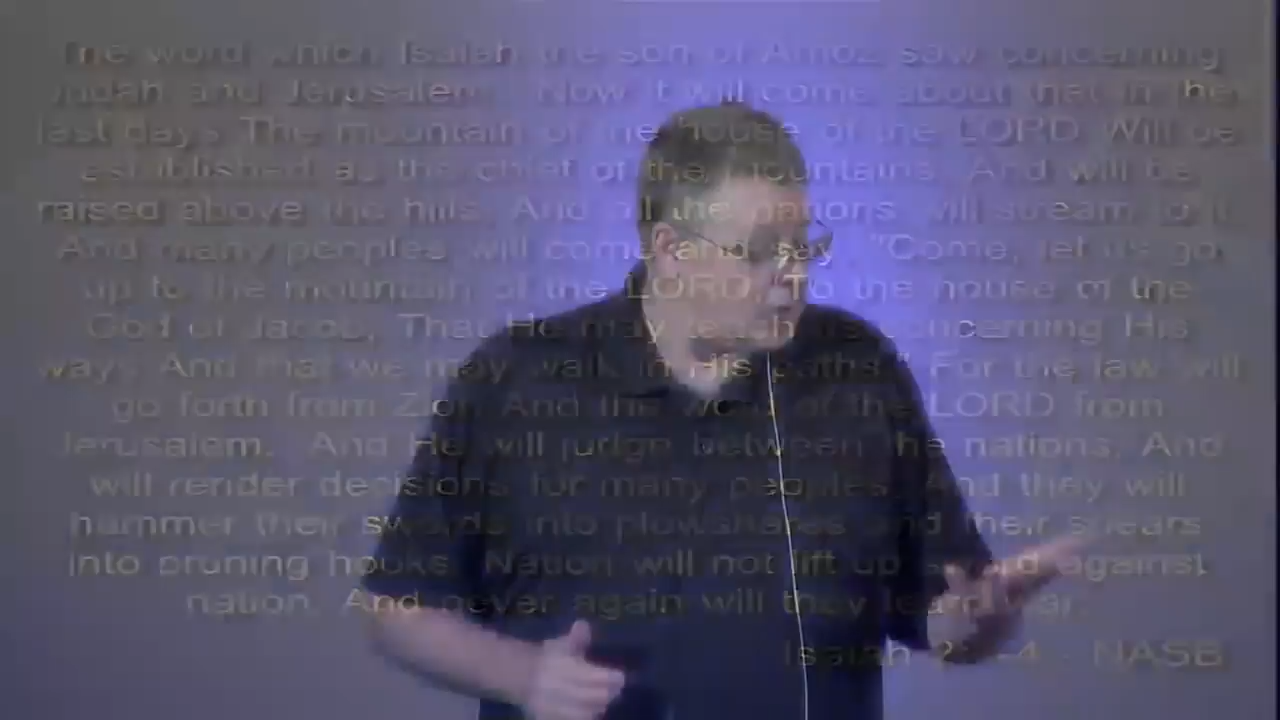 The word which Isaiah the son of Amoz saw concerning
Judah and Jerusalem. Now it will come about that in the
last days The mountain of the house of the LORD Will be
established as the chief of the mountains, And will be
raised above the hills; And all the nations will stream to it.
And many peoples will come and say, "Come, let us go
up to the mountain of the LORD, To the house of the
God of Jacob; That He may teach us concerning His
ways And that we may walk in His paths." For the law will
go forth from Zion And the word of the LORD from
Jerusalem. And He will judge between the nations, And
will render decisions for many peoples; And they will
hammer their swords into plowshares and their spears
into pruning hooks. Nation will not lift up sword against
nation, And never again will they learn war.
Isaiah 2: -4 - NASB